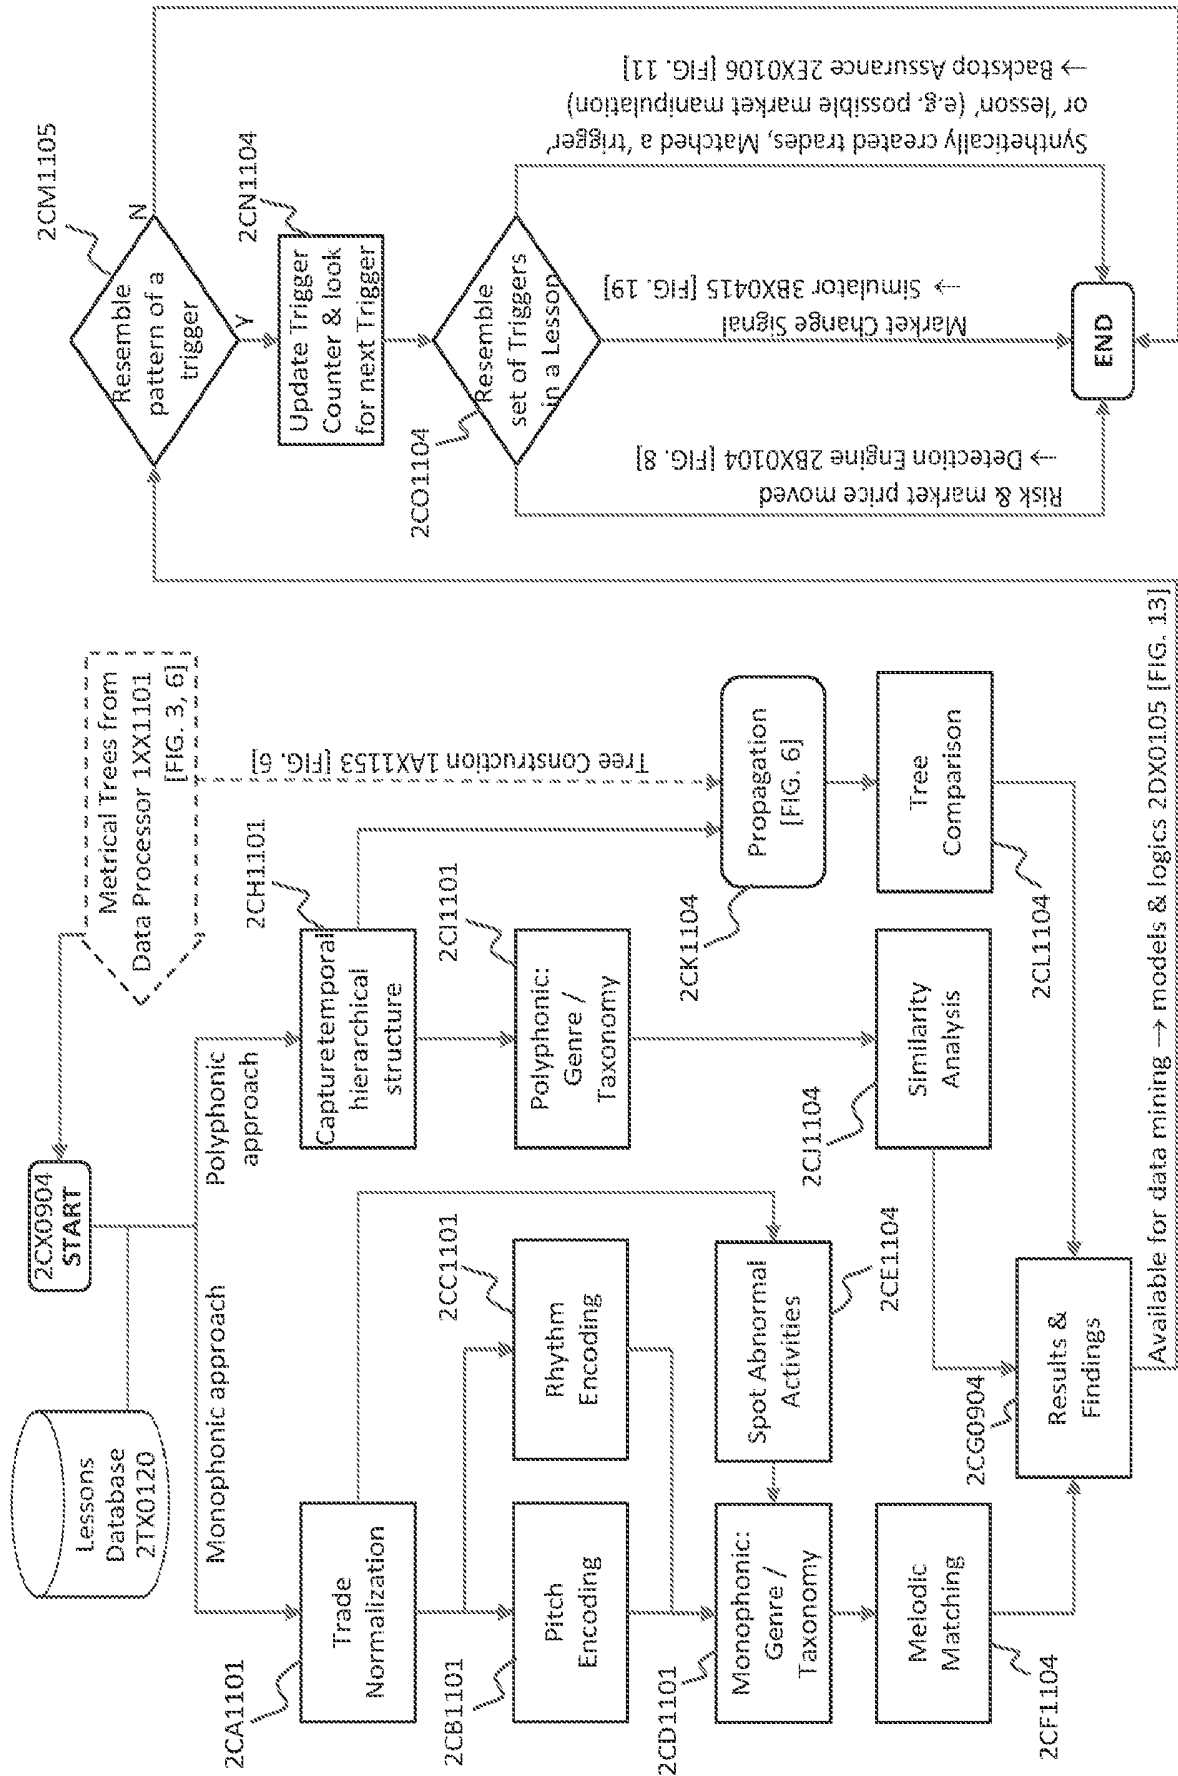 Lessons
Database
2TX0120
2CX0904
START
Metrical Trees from
Data Processor 1XX1101
[FIG. 3, 6]
Monophonic approach
Polyphonic
approach
2CA1101
Trade
Normalization
2CH1101
Capturetemporal
hierarchical
structure
Tree Construction 1AX1153 [FIG. 6]
2CB1101
Pitch
Encoding
2CC1101
Rhythm
Encoding
2CI1101
Polyphonic:
Genre /
Taxonomy
2CD1101
Monophonic:
Genre /
Taxonomy
Spot Abnormal
Activities
2CE1104
2CK1104
Propagation
[FIG. 6]
2CF1104
Melodic
Matching
2CJ1104
Similarity
Analysis
Tree
Comparison
2CL1104
2CG0904
Results &
Findings
Available for data mining → models & logics 2DX0105 [FIG. 13]
2CM1105
Resemble
pattern of a
trigger
N
Y
2CN1104
Update Trigger
Counter & look
for next Trigger
2CO1104
Resemble
set of Triggers
in a Lesson
Risk & market price moved
→ Detection Engine 2BX0104 [FIG. 8]
Market Change Signal
→ Simulator 3BX0415 [FIG. 19]
Synthetically created trades, Matched a 'trigger'
or 'lesson' (e.g. possible market manipulation)
→ Backstop Assurance 2EX0106 [FIG. 11]
END